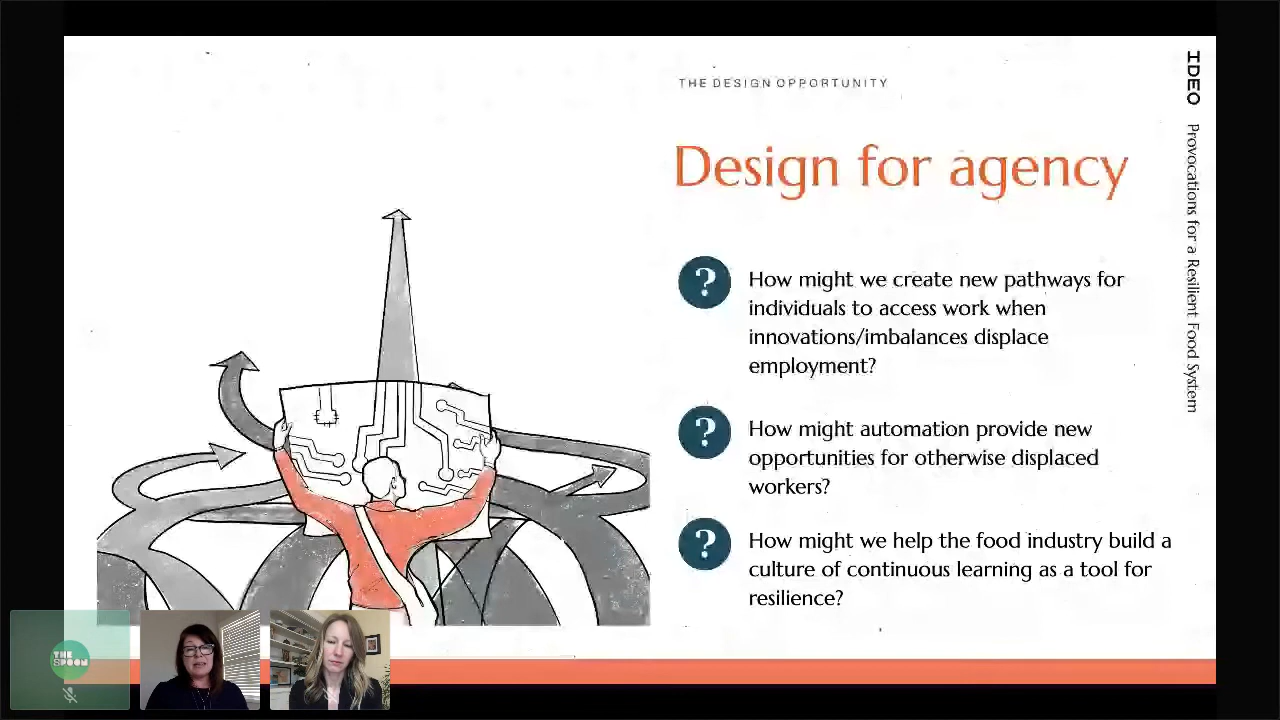 THE DESIGN OPPORTUNITY
Design for agency
?
How might we create new pathways for
individuals to access work when
innovations/imbalances displace
employment?
?
How might automation provide new
opportunities for otherwise displaced
workers?
?
How might we help the food industry build a
culture of continuous learning as a tool for
resilience?
IDEO Provocations for a Resilient Food System
THE
SPOON